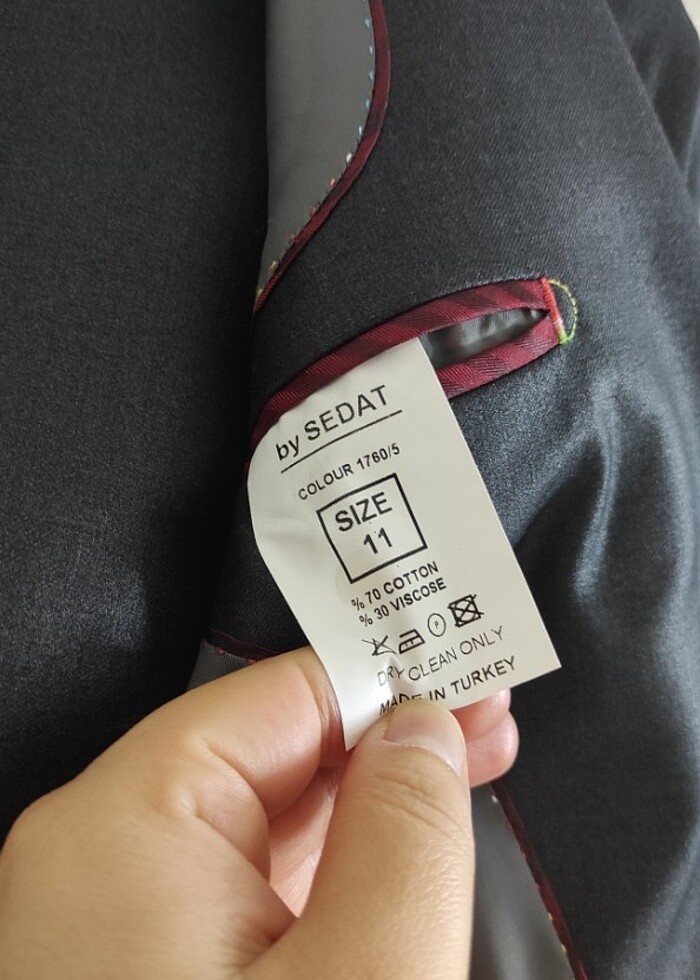 by SEDAT
COLOUR 1760/5
SIZE
11
% 70 COTTON
% 30 VISCOSE
P
DRY CLEAN ONLY
MADE IN TURKEY